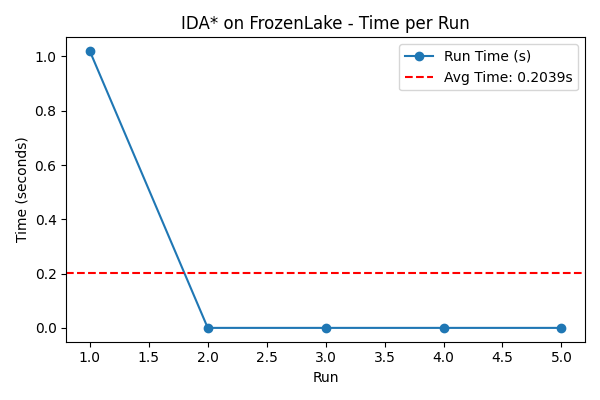 IDA* on FrozenLake - Time per Run
Run Time (s)
Avg Time: 0.2039s
Time (seconds)
1.0
0.8
0.6
0.4
0.2
0.0
1.0 1.5 2.0 2.5 3.0 3.5 4.0 4.5 5.0
Run